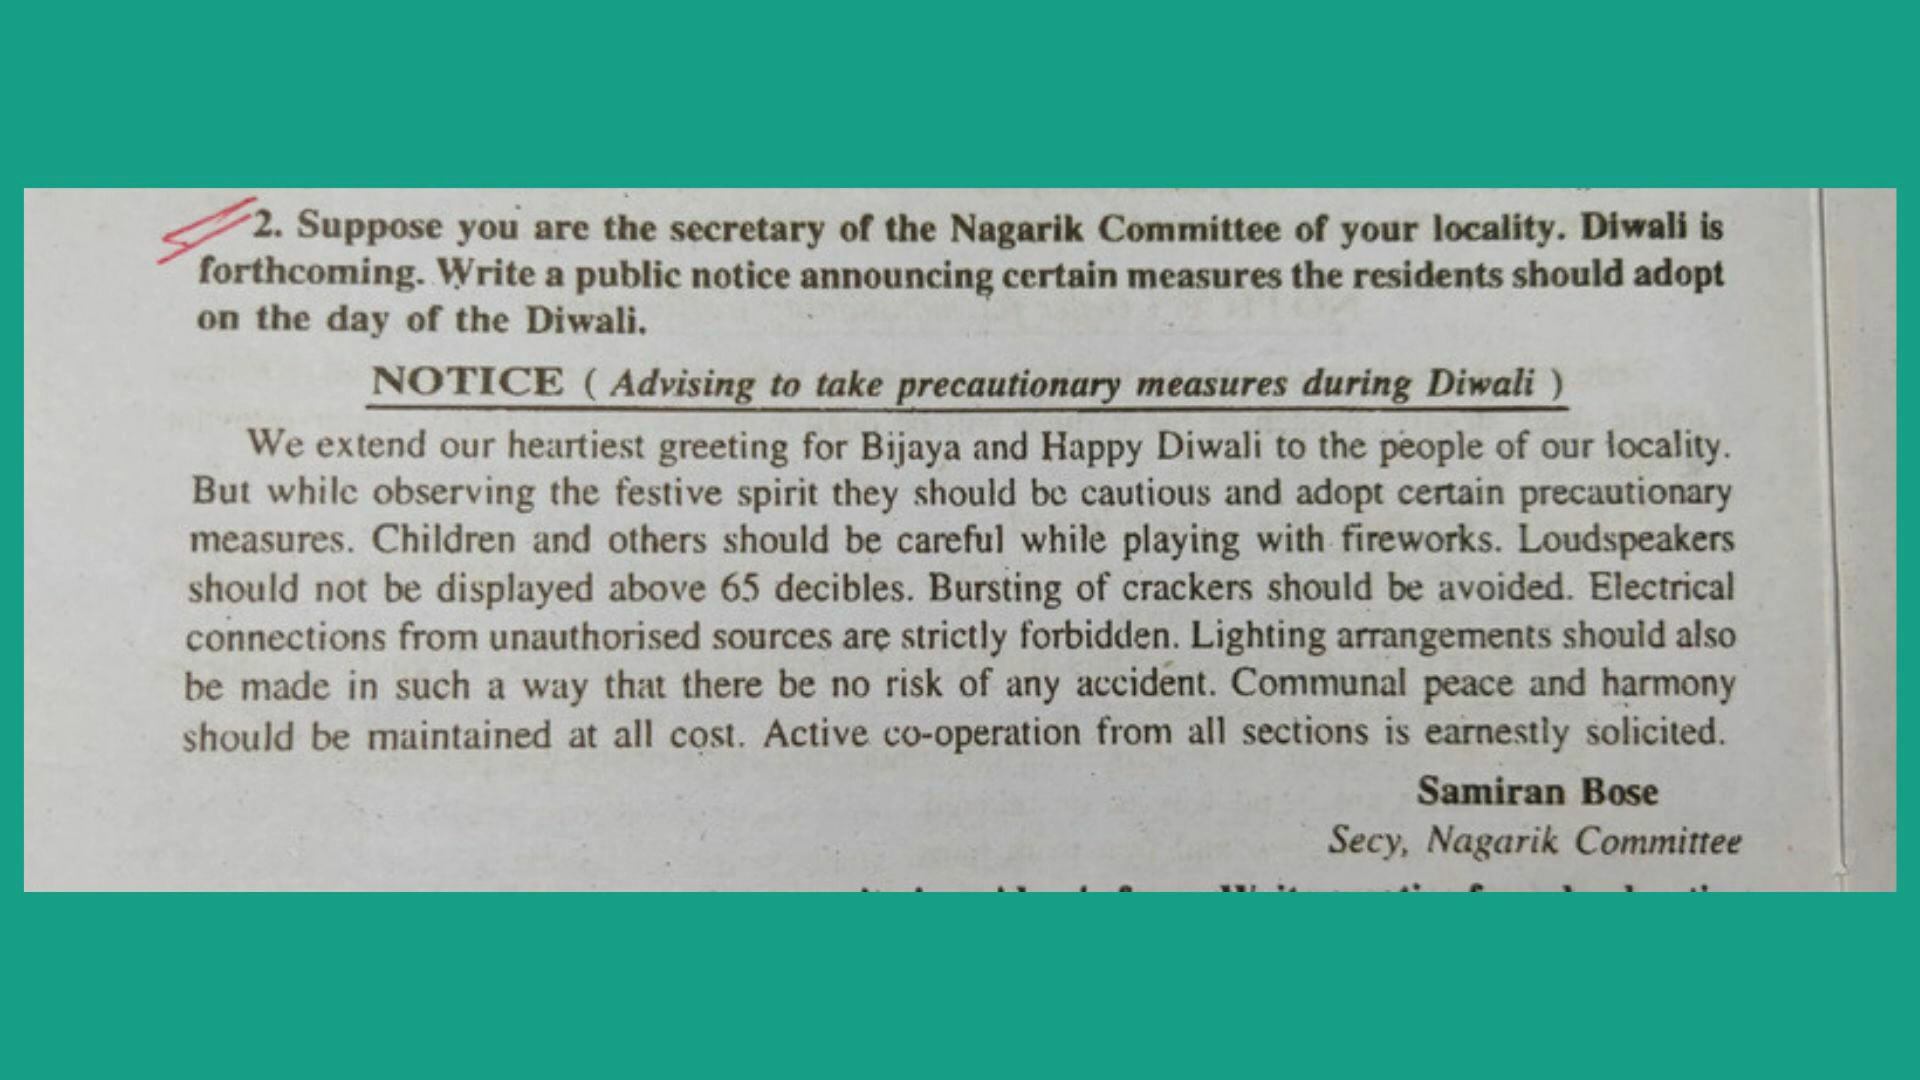 2. Suppose you are the secretary of the Nagarik Committee of your locality. Diwali is
forthcoming. Write a public notice announcing certain measures the residents should adopt
on the day of the Diwali.
NOTICE ( Advising to take precautionary measures during Diwali )
We extend our heartiest greeting for Bijaya and Happy Diwali to the people of our locality.
But while observing the festive spirit they should be cautious and adopt certain precautionary
measures. Children and others should be careful while playing with fireworks. Loudspeakers
should not be displayed above 65 decibles. Bursting of crackers should be avoided. Electrical
connections from unauthorised sources are strictly forbidden. Lighting arrangements should also
be made in such a way that there be no risk of any accident. Communal peace and harmony
should be maintained at all cost. Active co-operation from all sections is earnestly solicited.
Samiran Bose
Secy, Nagarik Committee